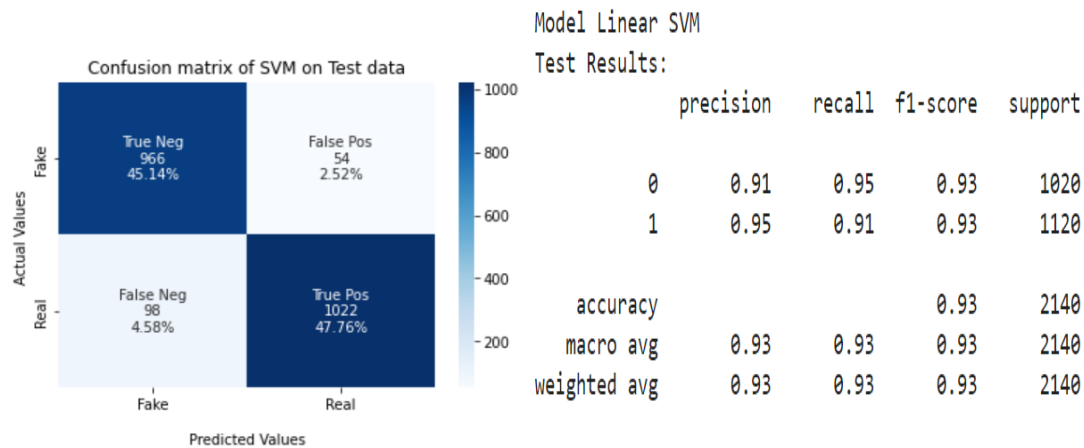 Confusion matrix of SVM on Test data
Actual Values
Fake
Real
True Neg
966
45.14%
False Pos
54
2.52%
False Neg
98
4.58%
True Pos
1022
47.76%
Fake Real
Predicted Values
1000
800
600
400
200
Model Linear SVM
Test Results:
precision recall f1-score support
0 0.91 0.95 0.93 1020
1 0.95 0.91 0.93 1120
accuracy 0.93 2140
macro avg 0.93 0.93 0.93 2140
weighted avg 0.93 0.93 0.93 2140